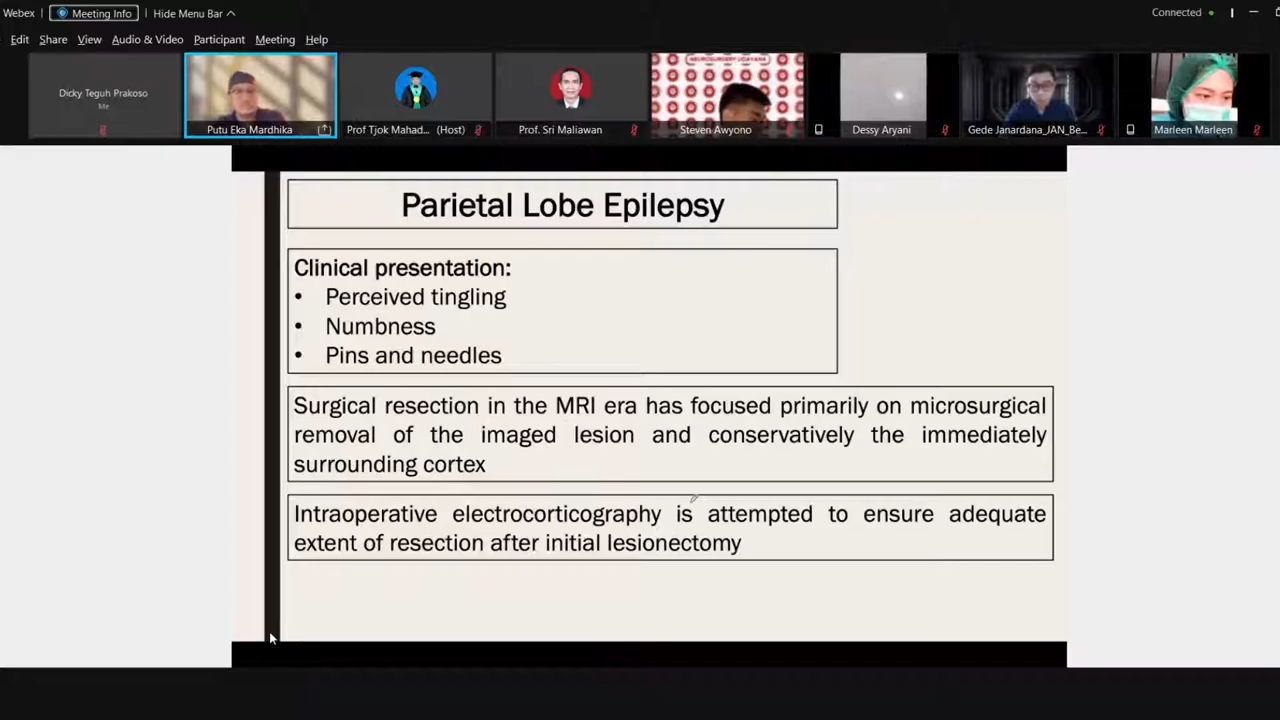 Webex
Meeting Info
Hide Menu Bar
Connected
Edit Share View Audio & Video Participant Meeting Help
Dicky Teguh Prakoso
Me
Putu Eka Mardhika
Prof Tjok Mahad... (Host)
Prof. Sri Maliawan
NEUROSURGERY UDAYANA
Steven Awyono
Dessy Aryani
Gede Janardana_JAN_Be...
Marleen Marleen
Parietal Lobe Epilepsy
Clinical presentation:
• Perceived tingling
• Numbness
• Pins and needles
Surgical resection in the MRI era has focused primarily on microsurgical
removal of the imaged lesion and conservatively the immediately
surrounding cortex
Intraoperative electrocorticography is attempted to ensure adequate
extent of resection after initial lesionectomy